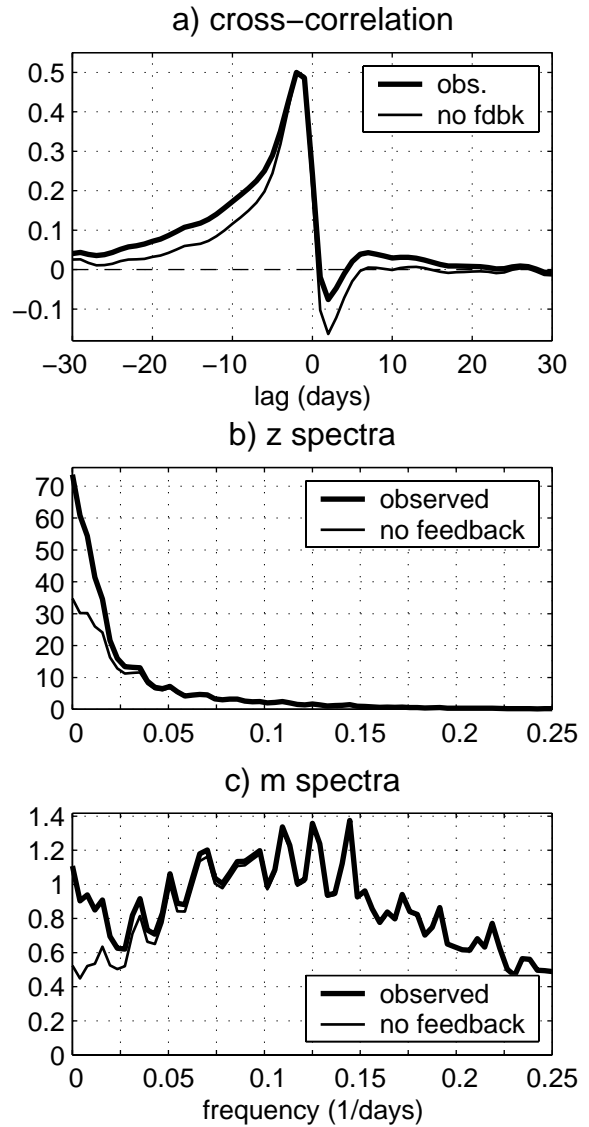 a) cross−correlation
0.5
0.4
0.3
0.2
0.1
0
−0.1
obs.
no fdbk
−30 −20 −10 0 10 20 30
lag (days)
b) z spectra
70
60
50
40
30
20
10
0
observed
no feedback
0 0.05 0.1 0.15 0.2 0.25
c) m spectra
1.4
1.2
1
0.8
0.6
0.4
0.2
0
observed
no feedback
0 0.05 0.1 0.15 0.2 0.25
frequency (1/days)